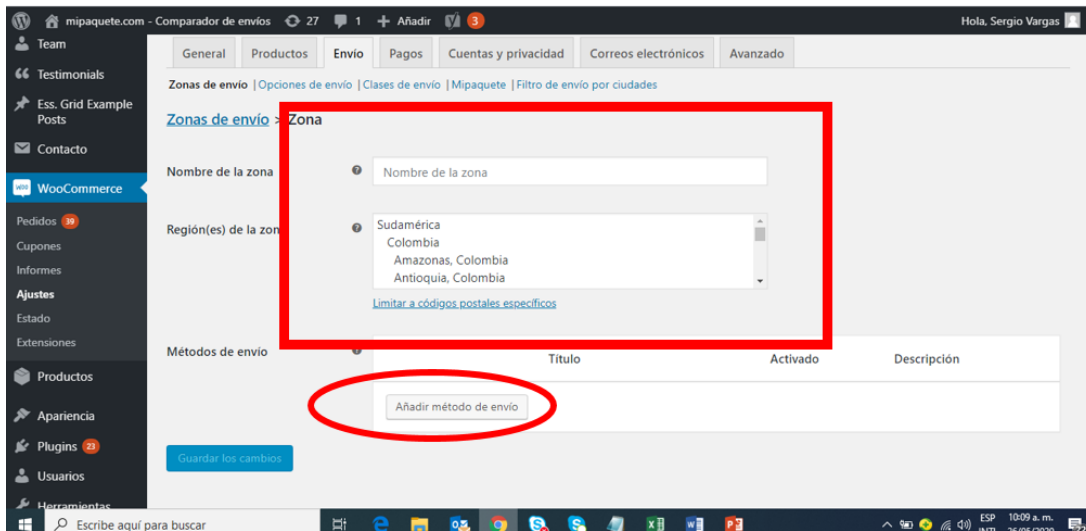 mipaquete.com - Comparador de envíos 27 1 + Añadir 3 Hola, Sergio Vargas
Team
Testimonials
Ess. Grid Example
Posts
Contacto
WooCommerce
Pedidos 39
Cupones
Informes
Ajustes
Estado
Extensiones
Productos
Apariencia
Plugins 23
Usuarios
Herramientas
General Productos Envío Pagos Cuentas y privacidad Correos electrónicos Avanzado
Zonas de envío | Opciones de envío | Clases de envío | Mipaquete | Filtro de envío por ciudades
Zonas de envío > Zona
Nombre de la zona Nombre de la zona
Región(es) de la zon
Sudamérica
Colombia
Amazonas, Colombia
Antioquia, Colombia
Limitar a códigos postales específicos
Métodos de envío
Título Activado Descripción
Añadir método de envío
Guardar los cambios
Escribe aquí para buscar
ESP 10:09 a. m.